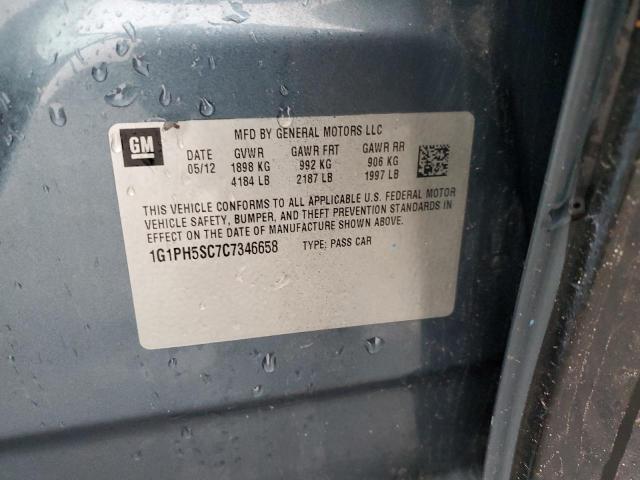 GM
MFD BY GENERAL MOTORS LLC
DATE GVWR GAWR FRT GAWR RR
05/12 1898 KG 992 KG 906 KG
4184 LB 2187 LB 1997 LB
THIS VEHICLE CONFORMS TO ALL APPLICABLE U.S. FEDERAL MOTOR
VEHICLE SAFETY, BUMPER, AND THEFT PREVENTION STANDARDS IN
EFFECT ON THE DATE OF MANUFACTURE SHOWN ABOVE.
1G1PH5SC7C7346658 TYPE: PASS CAR